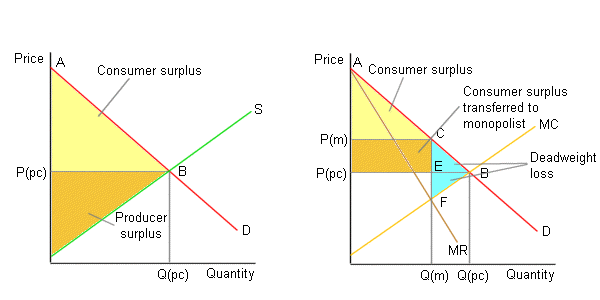 Price
A
Consumer surplus
S
P(pc)
B
Producer
surplus
D
Q(pc)
Quantity
Price
A
Consumer surplus
Consumer surplus
transferred to
monopolist
C
MC
P(m)
P(pc)
E
B
Deadweight
loss
F
MR
D
Q(m)
Q(pc)
Quantity